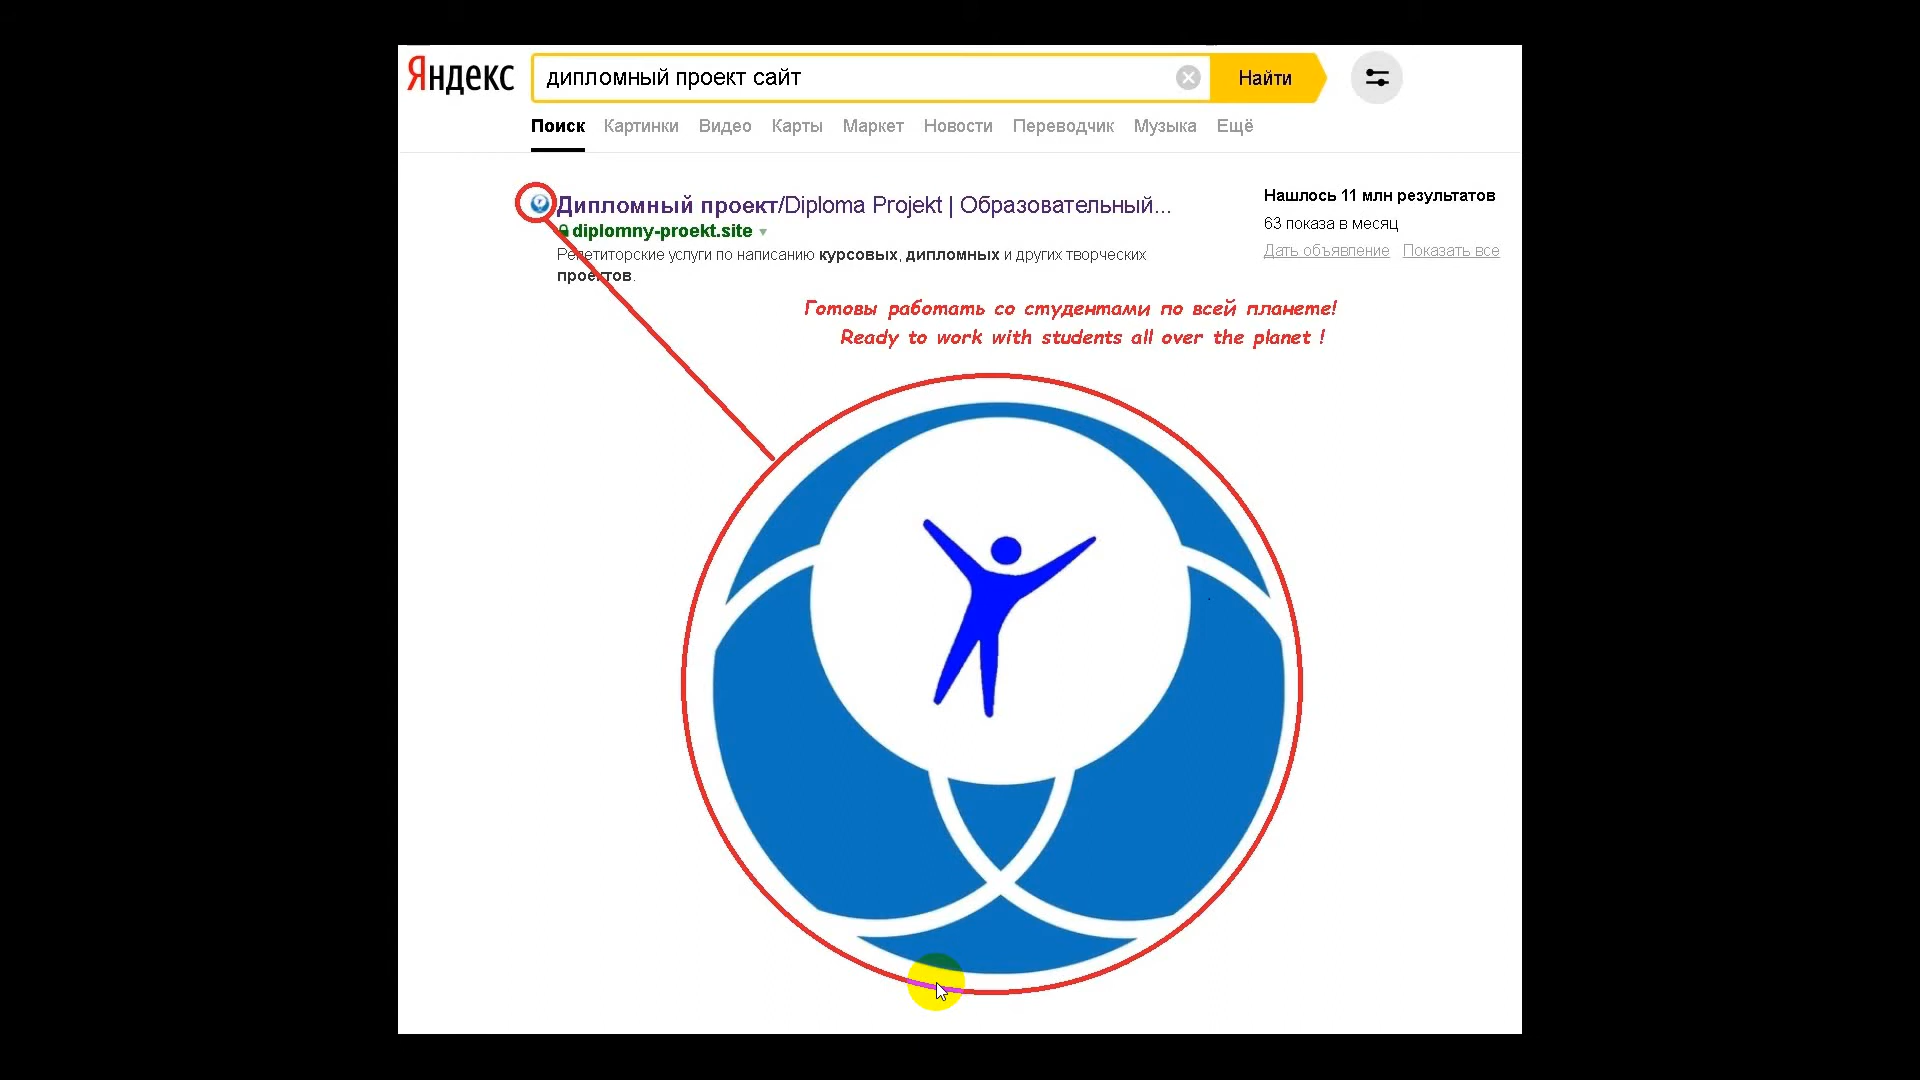 Яндекс
дипломный проект сайт
Найти
Поиск Картинки Видео Карты Маркет Новости Переводчик Музыка Ещё
Дипломный проект/Diploma Projekt | Образовательный...
diplomny-proekt.site
Репетиторские услуги по написанию курсовых, дипломных и других творческих
проектов.
Нашлось 11 млн результатов
63 показа в месяц
Дать объявление Показать все
Готовы работать со студентами по всей планете!
Ready to work with students all over the planet !